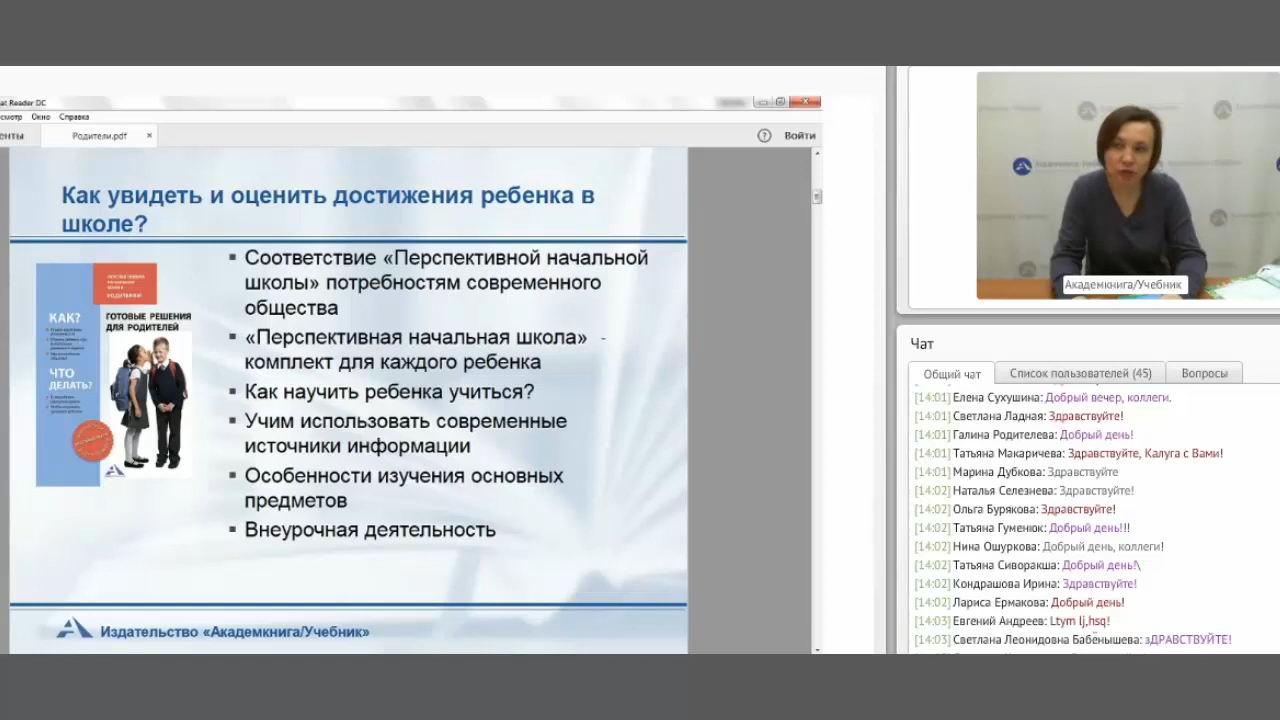 at Reader DC
смотр Окно Справка
енты
Родители.pdf
×
?
Войти
Как увидеть и оценить достижения ребенка в
школе?
▪ Соответствие «Перспективной начальной
школы» потребностям современного
общества
▪ «Перспективная начальная школа» -
комплект для каждого ребенка
▪ Как научить ребенка учиться?
▪ Учим использовать современные
источники информации
▪ Особенности изучения основных
предметов
▪ Внеурочная деятельность
КАК?
ЧТО
ДЕЛАТЬ?
ГОТОВЫЕ РЕШЕНИЯ
ДЛЯ РОДИТЕЛЕЙ
Издательство «Академкнига/Учебник»
Академкнига/Учебник
Чат
Общий чат
Список пользователей (45)
Вопросы
[14:01] Елена Сухушина: Добрый вечер, коллеги.
[14:01] Светлана Ладная: Здравствуйте!
[14:01] Галина Родителева: Добрый день!
[14:01] Татьяна Макаричева: Здравствуйте, Калуга с Вами!
[14:01] Марина Дубкова: Здравствуйте
[14:02] Наталья Селезнева: Здравствуйте!
[14:02] Ольга Бурякова: Здравствуйте!
[14:02] Татьяна Гуменюк: Добрый день!!!
[14:02] Нина Ошуркова: Добрый день, коллеги!
[14:02] Татьяна Сиворакша: Добрый день!\
[14:02] Кондрашова Ирина: Здравствуйте!
[14:02] Лариса Ермакова: Добрый день!
[14:03] Евгений Андреев: Ltym lj,hsq!
[14:03] Светлана Леонидовна Бабёнышева: зДРАВСТВУЙТЕ!